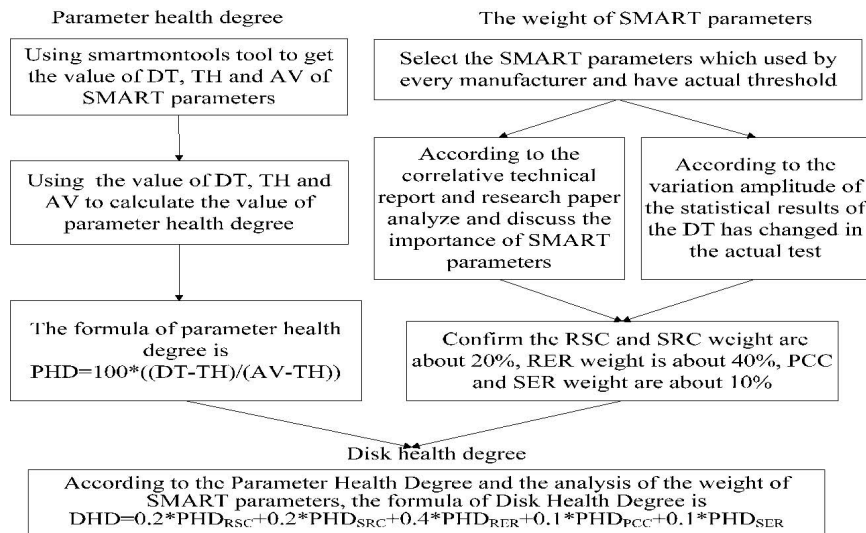 Parameter health degree
Using smartmontools tool to get
the value of DT, TH and AV of
SMART parameters
Using the value of DT, TH and
AV to calculate the value of
parameter health degree
The formula of parameter health
degree is
PHD=100*((DT-TH)/(AV-TH))
The weight of SMART parameters
Select the SMART parameters which used by
every manufacturer and have actual threshold
According to the
correlative technical
report and research paper
analyze and discuss the
importance of SMART
parameters
According to the
variation amplitude of
the statistical results of
the DT has changed in
the actual test
Confirm the RSC and SRC weight are
about 20%, RER weight is about 40%, PCC
and SER weight are about 10%
Disk health degree
According to the Parameter Health Degree and the analysis of the weight
of SMART parameters, the formula of Disk Health Degree is
DHD=0.2*PHD_RSC+0.2*PHD_SRC+0.4*PHD_RER+0.1*PHD_PCC+0.1*PHD_SER